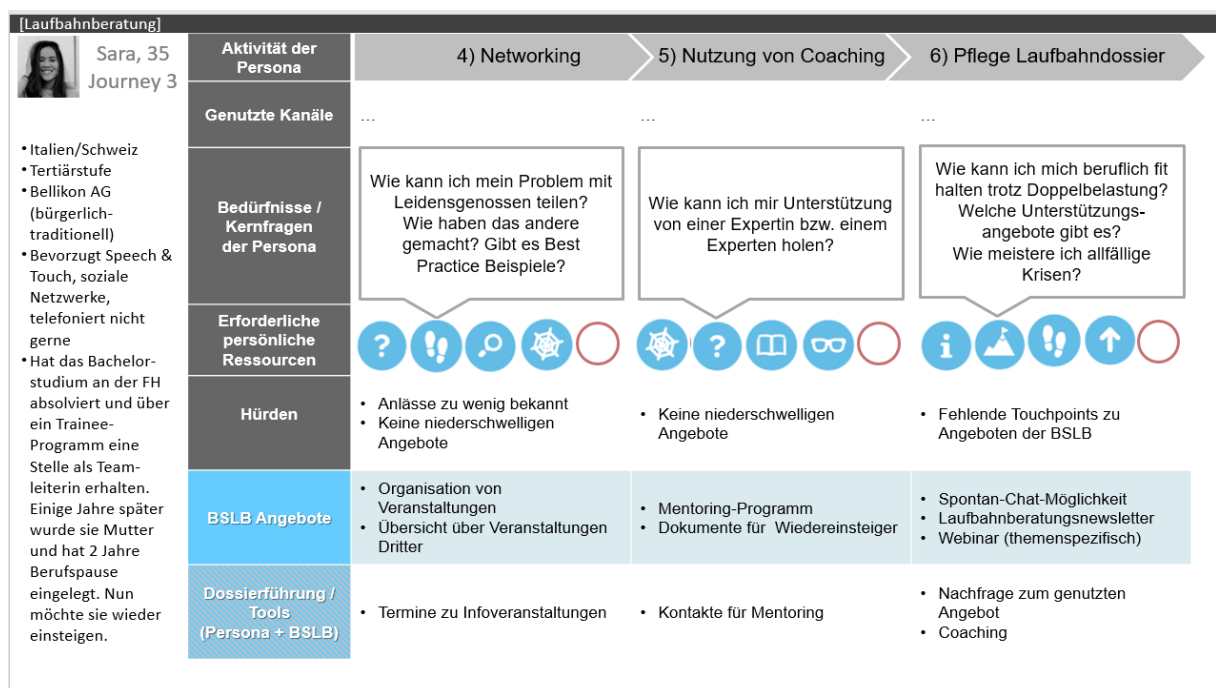 [Laufbahnberatung]
Sara, 35
Journey 3
• Italien/Schweiz
• Tertiärstufe
• Bellikon AG
(bürgerlich-
traditionell)
• Bevorzugt Speech &
Touch, soziale
Netzwerke,
telefoniert nicht
gerne
• Hat das Bachelor-
studium an der FH
absolviert und über
ein Trainee-
Programm eine
Stelle als Team-
leiterin erhalten.
Einige Jahre später
wurde sie Mutter
und hat 2 Jahre
Berufspause
eingelegt. Nun
möchte sie wieder
einsteigen.
Aktivität der
Persona
4) Networking
5) Nutzung von Coaching
6) Pflege Laufbahndossier
Genutzte Kanäle
...
...
...
Bedürfnisse /
Kernfragen
der Persona
Wie kann ich mein Problem mit
Leidensgenossen teilen?
Wie haben das andere
gemacht? Gibt es Best
Practice Beispiele?
Wie kann ich mir Unterstützung
von einer Expertin bzw. einem
Experten holen?
Wie kann ich mich beruflich fit
halten trotz Doppelbelastung?
Welche Unterstützungs-
angebote gibt es?
Wie meistere ich allfällige
Krisen?
Erforderliche
persönliche
Ressourcen
?
?
i
Hürden
• Anlässe zu wenig bekannt
• Keine niederschwelligen
Angebote
• Keine niederschwelligen
Angebote
• Fehlende Touchpoints zu
Angeboten der BSLB
BSLB Angebote
• Organisation von
Veranstaltungen
• Übersicht über Veranstaltungen
Dritter
• Mentoring-Programm
• Dokumente für Wiedereinsteiger
• Spontan-Chat-Möglichkeit
• Laufbahnberatungsnewsletter
• Webinar (themenspezifisch)
Dossierführung /
Tools
(Persona + BSLB)
• Termine zu Infoveranstaltungen
• Kontakte für Mentoring
• Nachfrage zum genutzten
Angebot
• Coaching